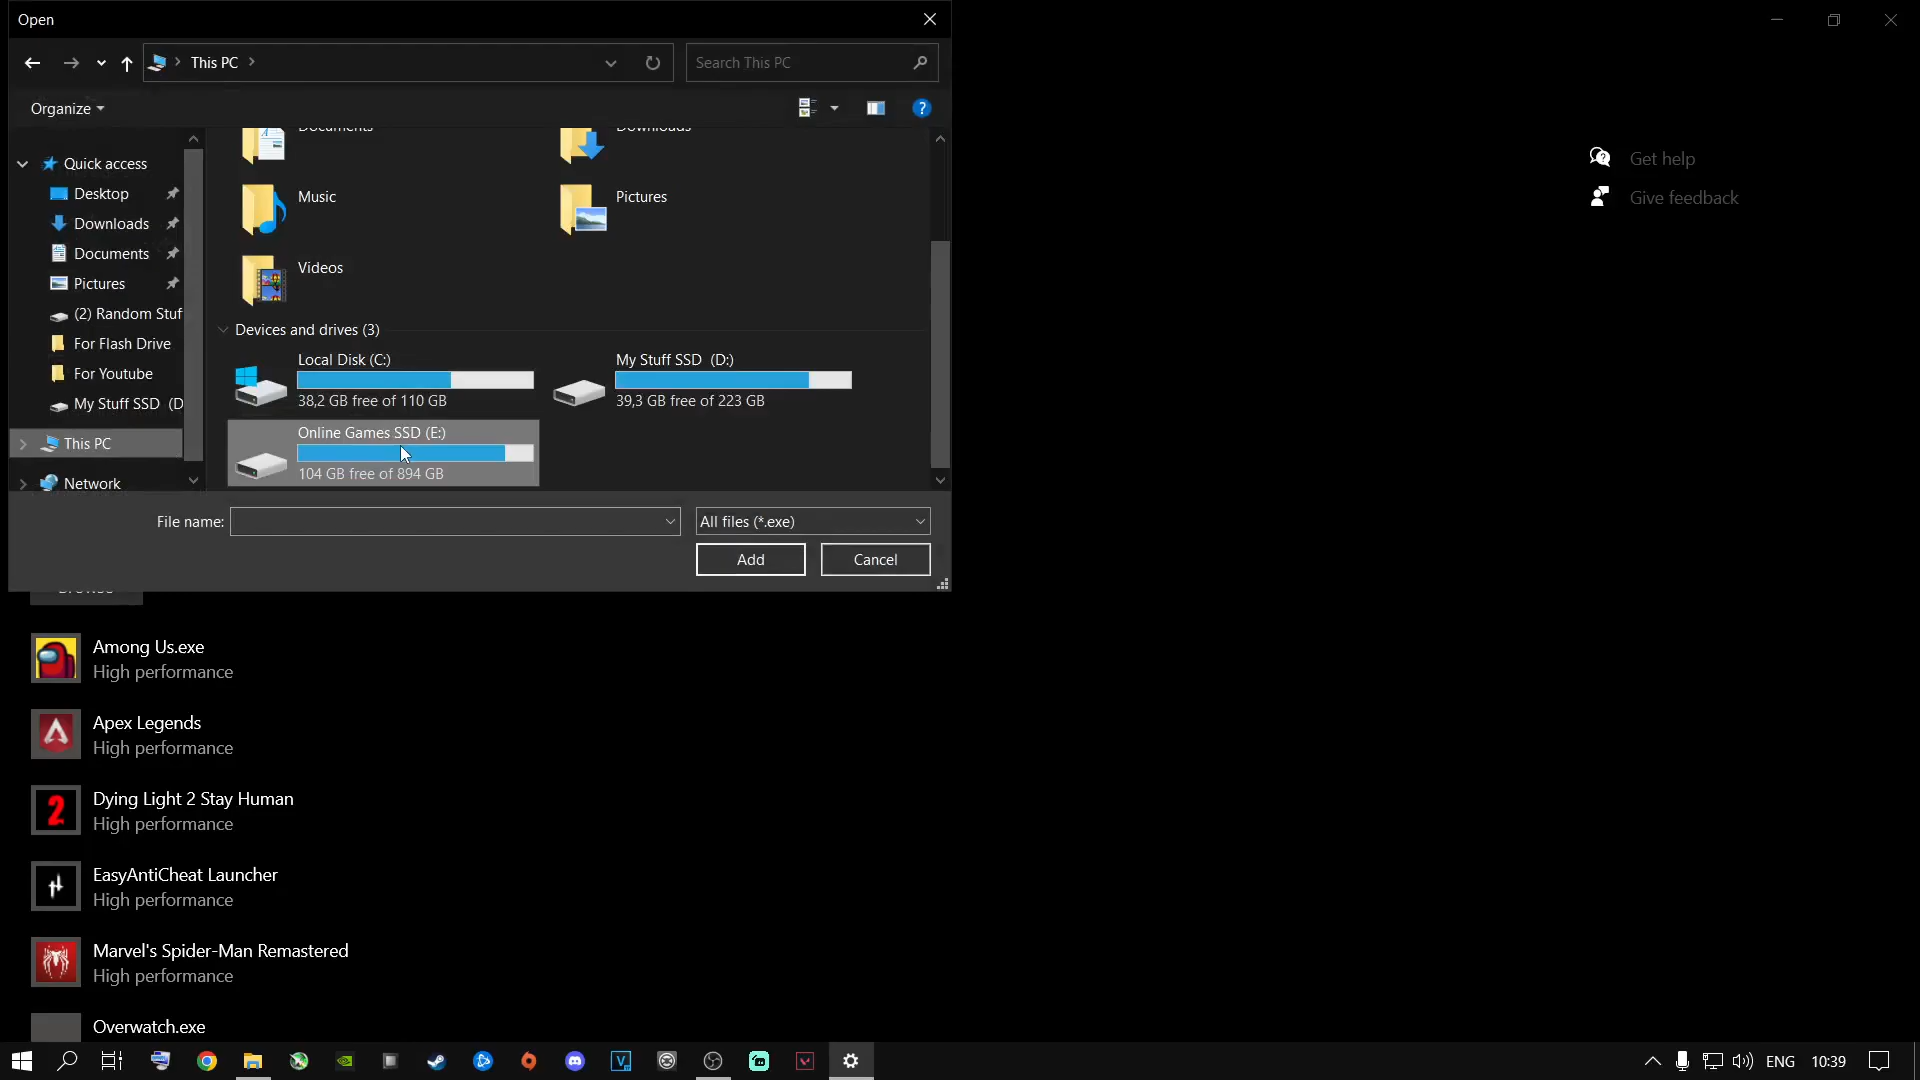 Open
This PC
Search This PC
Organize
Documents
Downloads
Quick access
Desktop
Downloads
Documents
Pictures
(2) Random Stuf
For Flash Drive
For Youtube
My Stuff SSD (D
This PC
Network
Music
Pictures
Videos
Devices and drives (3)
Local Disk (C:)
38,2 GB free of 110 GB
My Stuff SSD (D:)
39,3 GB free of 223 GB
Online Games SSD (E:)
104 GB free of 894 GB
File name:
All files (*.exe)
Add
Cancel
Get help
Give feedback
Browse
Among Us.exe
High performance
Apex Legends
High performance
Dying Light 2 Stay Human
High performance
EasyAntiCheat Launcher
High performance
Marvel's Spider-Man Remastered
High performance
Overwatch.exe
ENG
10:39